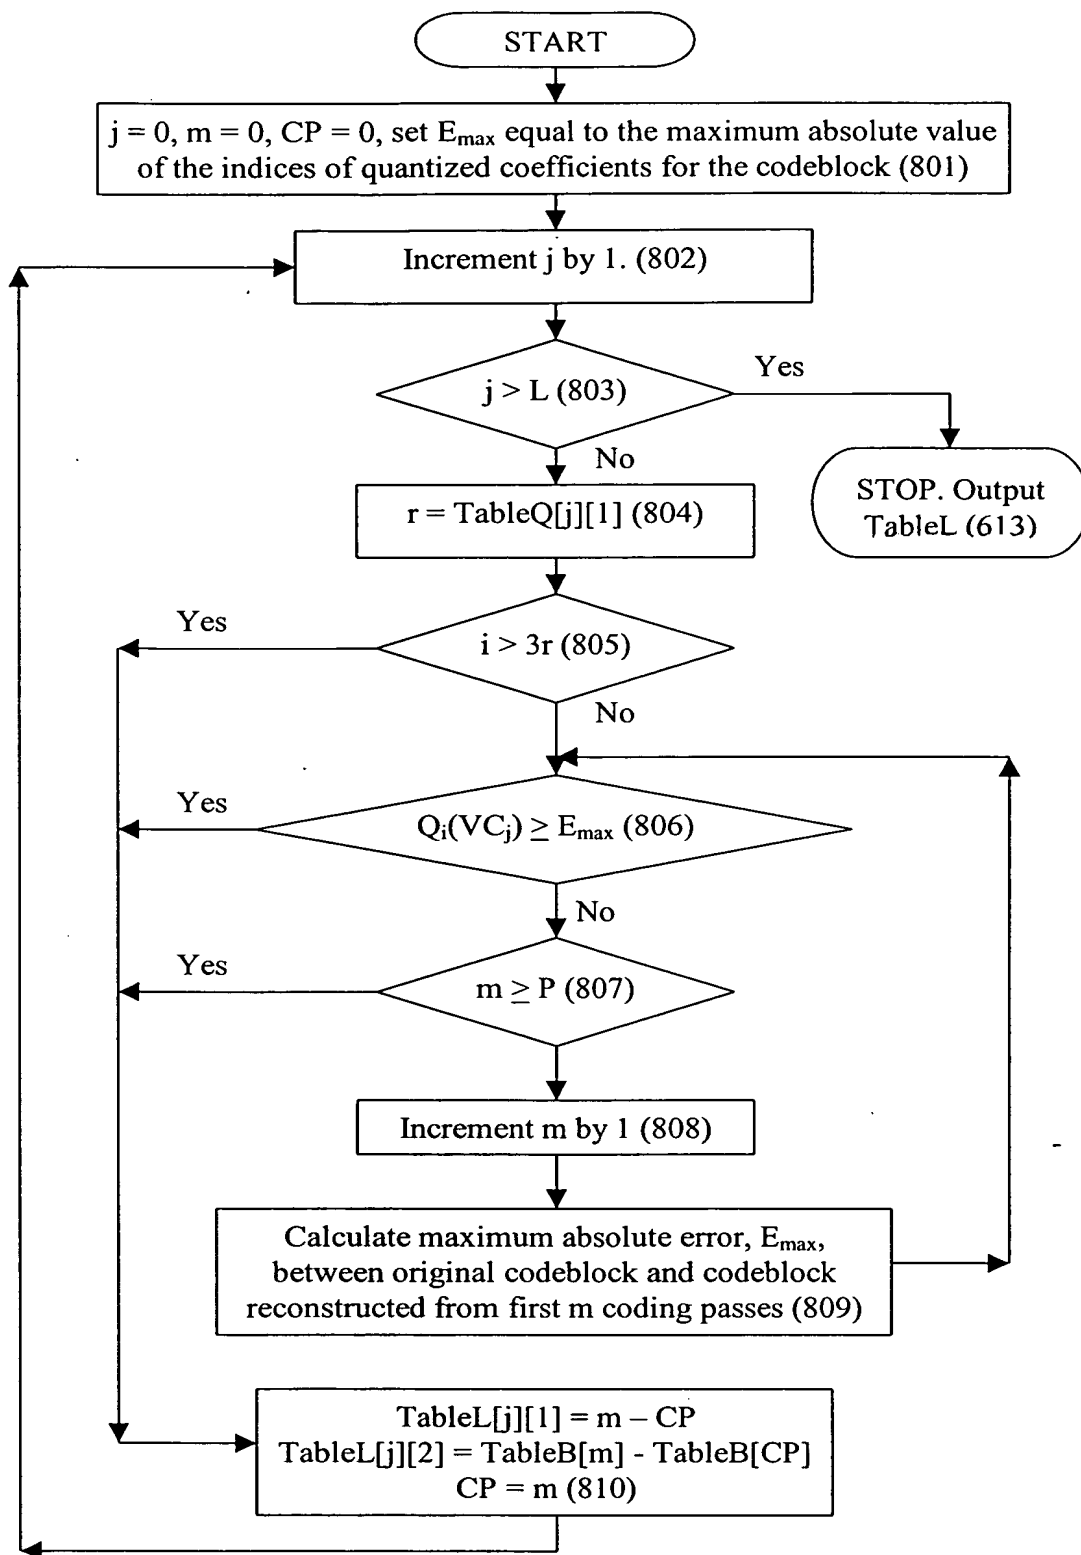 START
j = 0, m = 0, CP = 0, set Emax equal to the maximum absolute value
of the indices of quantized coefficients for the codeblock (801)
Increment j by 1. (802)
j > L (803)
Yes
No
STOP. Output
TableL (613)
r = TableQ[j][1] (804)
Yes
i > 3r (805)
No
Yes
Qi(VCj) ≥ Emax (806)
No
Yes
m ≥ P (807)
Increment m by 1 (808)
Calculate maximum absolute error, Emax,
between original codeblock and codeblock
reconstructed from first m coding passes (809)
TableL[j][1] = m – CP
TableL[j][2] = TableB[m] - TableB[CP]
CP = m (810)